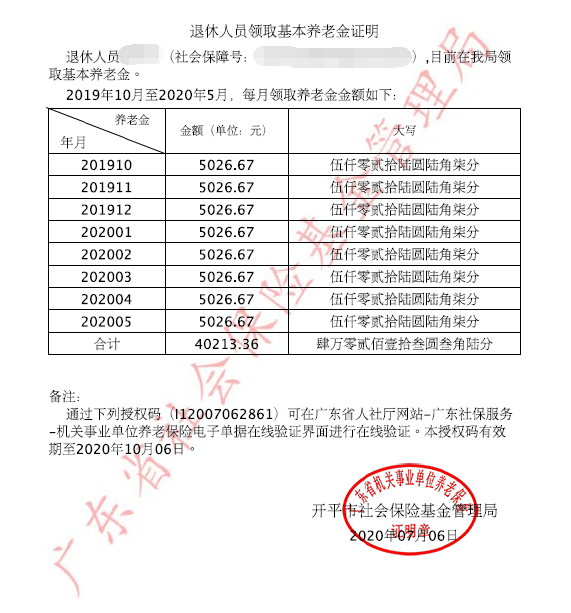 退休人员领取基本养老金证明
退休人员（社会保障号：）,目前在我局领
取基本养老金。
2019年10月至2020年5月，每月领取养老金金额如下：
养老金
年月
金额（单位：元）
大写
201910 5026.67 伍仟零贰拾陆圆陆角柒分
201911 5026.67 伍仟零贰拾陆圆陆角柒分
201912 5026.67 伍仟零贰拾陆圆陆角柒分
202001 5026.67 伍仟零贰拾陆圆陆角柒分
202002 5026.67 伍仟零贰拾陆圆陆角柒分
202003 5026.67 伍仟零贰拾陆圆陆角柒分
202004 5026.67 伍仟零贰拾陆圆陆角柒分
202005 5026.67 伍仟零贰拾陆圆陆角柒分
合计 40213.36 肆万零贰佰壹拾叁圆叁角陆分
备注：
通过下列授权码（I12007062861）可在广东省人社厅网站-广东社保服务
-机关事业单位养老保险电子单据在线验证界面进行在线验证。本授权码有效
期至2020年10月06日。
开平市社会保险基金管理局
2020年07月06日
广东省机关事业单位养老保险
证明章
广东省社会保险基金管理局